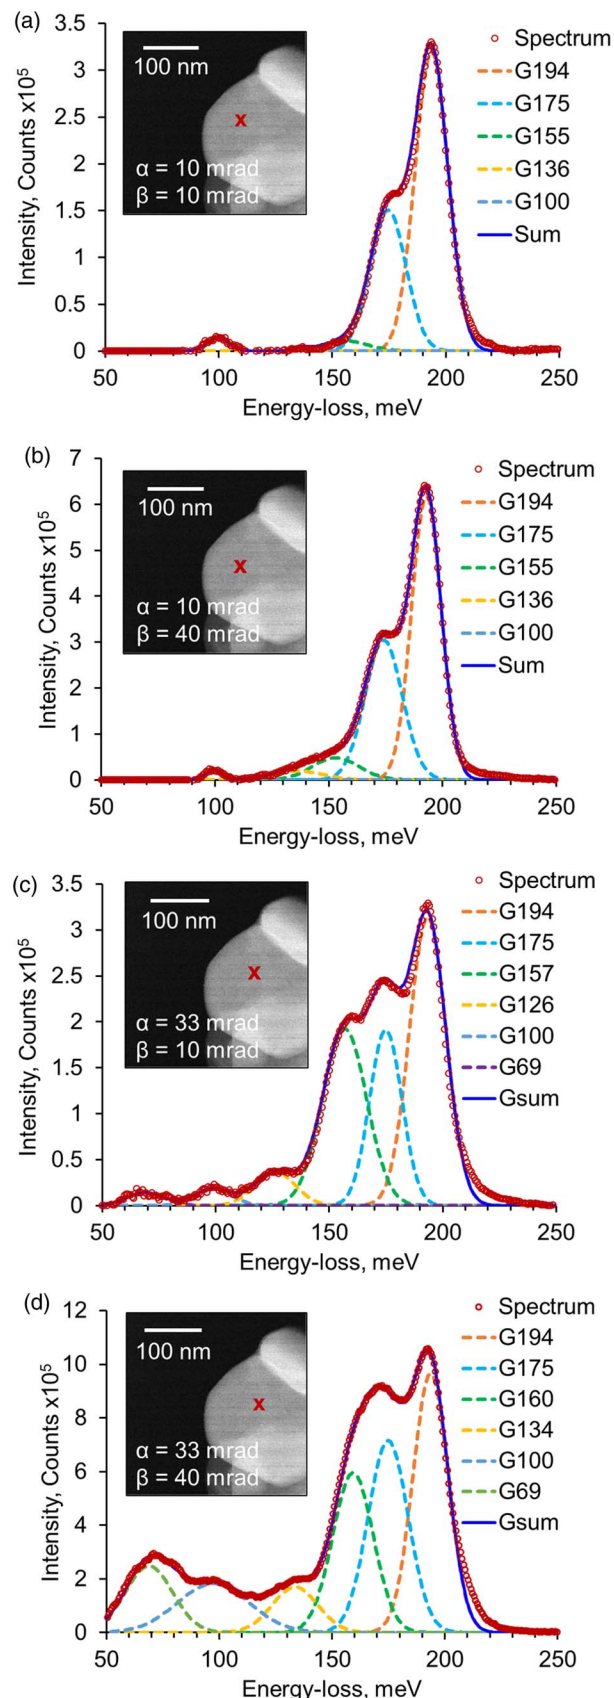 (a)
3.5
3
2.5
2
1.5
1
0.5
0
50
100
150
200
250
Intensity, Counts x10⁵
Energy-loss, meV
100 nm
x
α = 10 mrad
β = 10 mrad
Spectrum
G194
G175
G155
G136
G100
Sum
(b)
7
6
5
4
3
2
1
0
50
100
150
200
250
Intensity, Counts x10⁵
Energy-loss, meV
100 nm
x
α = 10 mrad
β = 40 mrad
Spectrum
G194
G175
G155
G136
G100
Sum
(c)
3.5
3
2.5
2
1.5
1
0.5
0
50
100
150
200
250
Intensity, Counts x10⁵
Energy-loss, meV
100 nm
x
α = 33 mrad
β = 10 mrad
Spectrum
G194
G175
G157
G126
G100
G69
Gsum
(d)
12
10
8
6
4
2
0
50
100
150
200
250
Intensity, Counts x10⁵
Energy-loss, meV
100 nm
x
α = 33 mrad
β = 40 mrad
Spectrum
G194
G175
G160
G134
G100
G69
Gsum